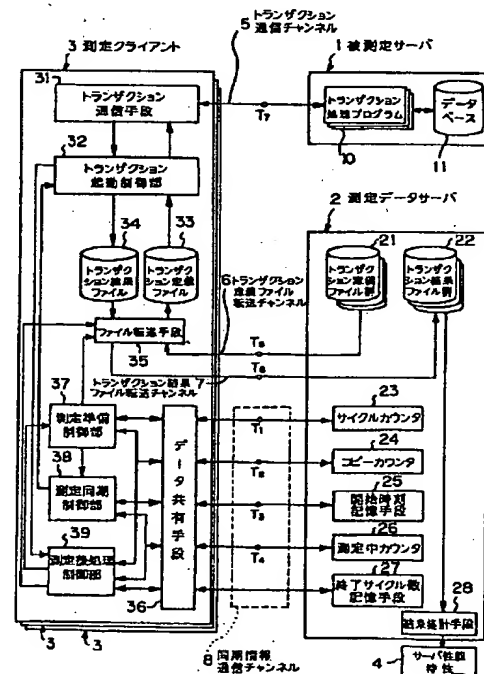 3 測定クライアント
31
トランザクション
通信手段
32
トランザクション
起動制御部
34
33
トランザク
ション結果
ファイル
トランザク
ション定義
ファイル
ファイル転送手段
35
37
測定準備
制御部
38
測定同期
制御部
39
測定後処理
制御部
データ共有手段
36
3
3
5
トランザクション
通信チャンネル
T7
6 トランザクション
定義ファイル
転送チャンネル
T5
T6
トランザクション結果 7
ファイル転送チャンネル
T1
T2
T3
T4
8 同期情報
通信チャンネル
1 被測定サーバ
トランザクション
処理プログラム
10
データ
ベース
11
2 測定データサーバ
21
22
トランザク
ション定義
ファイル群
トランザク
ション結果
ファイル群
23
サイクルカウンタ
24
コピーカウンタ
25
開始時刻
記憶手段
26
測定中カウンタ
27
終了サイクル数
記憶手段
28
結果集計手段
4
サーバ性能
特性